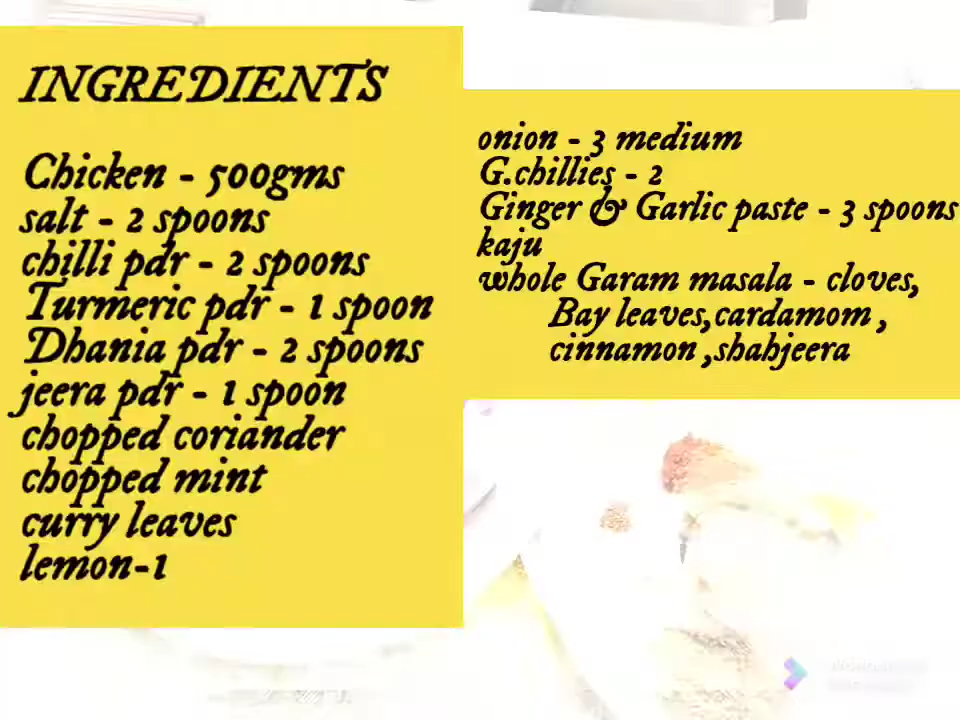 INGREDIENTS
Chicken - 500gms
salt - 2 spoons
chilli pdr - 2 spoons
Turmeric pdr - 1 spoon
Dhania pdr - 2 spoons
jeera pdr - 1 spoon
chopped coriander
chopped mint
curry leaves
lemon-1
onion - 3 medium
G.chillies - 2
Ginger & Garlic paste - 3 spoons
kaju
whole Garam masala - cloves,
Bay leaves,cardamom ,
cinnamon ,shahjeera